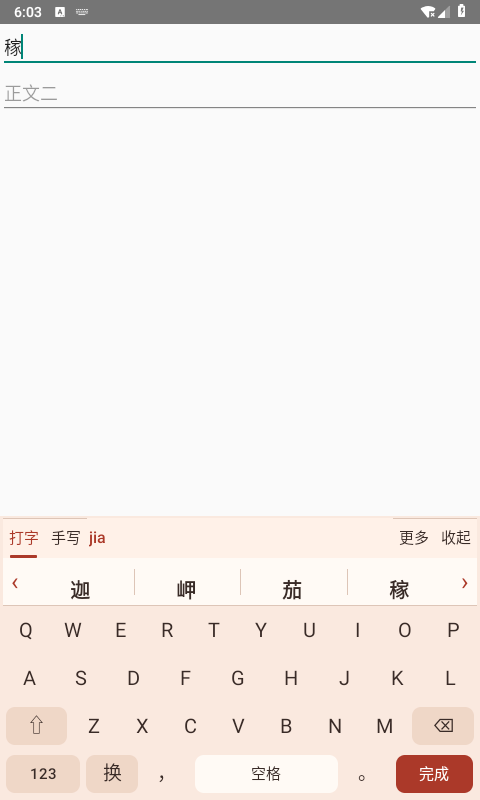 6:03
稼
正文二
打字 手写 jia 更多 收起
‹ 迦 岬 茄 稼 ›
Q W E R T Y U I O P
A S D F G H J K L
Z X C V B N M
123 换 ， 空格 。 完成